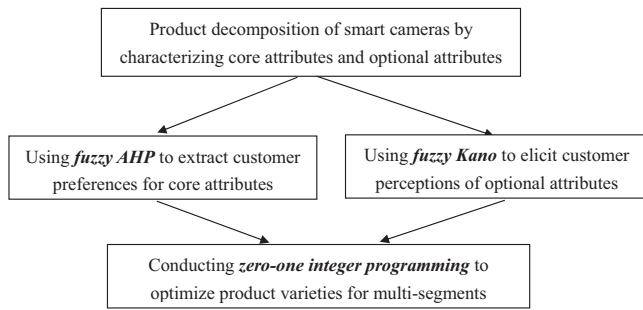 Product decomposition of smart cameras by
characterizing core attributes and optional attributes
Using fuzzy AHP to extract customer
preferences for core attributes
Using fuzzy Kano to elicit customer
perceptions of optional attributes
Conducting zero-one integer programming to
optimize product varieties for multi-segments